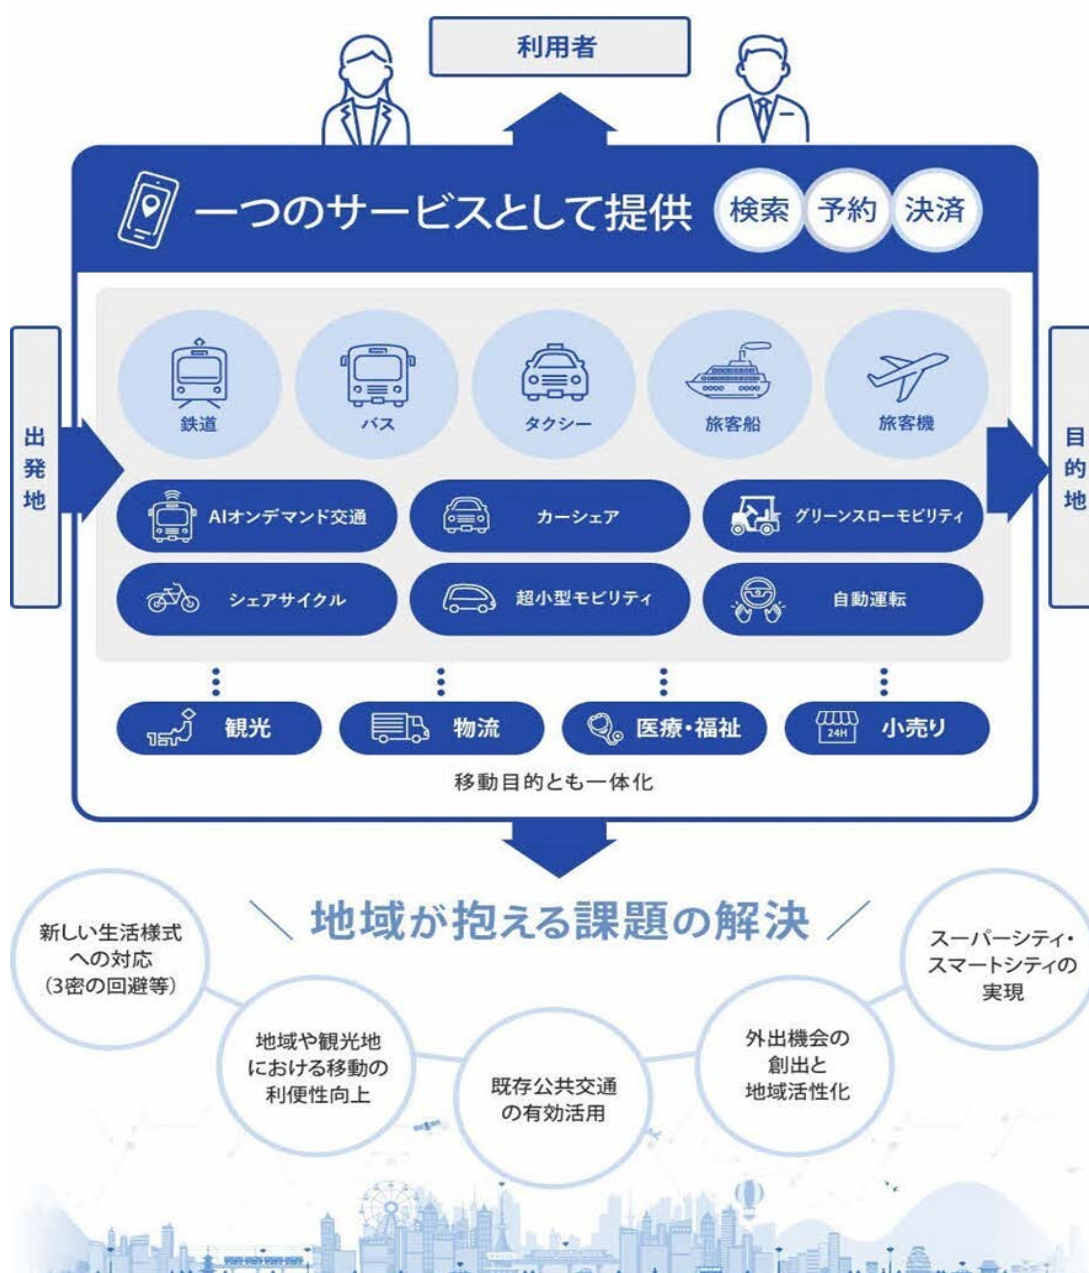 利用者
一つのサービスとして提供
検索
予約
決済
出発地
鉄道
バス
タクシー
旅客船
旅客機
目的地
AIオンデマンド交通
カーシェア
グリーンスローモビリティ
シェアサイクル
超小型モビリティ
自動運転
観光
物流
医療・福祉
24H
小売り
移動目的とも一体化
地域が抱える課題の解決
新しい生活様式
への対応
(3密の回避等)
地域や観光地
における移動の
利便性向上
既存公共交通
の有効活用
外出機会の
創出と
地域活性化
スーパーシティ・
スマートシティの
実現